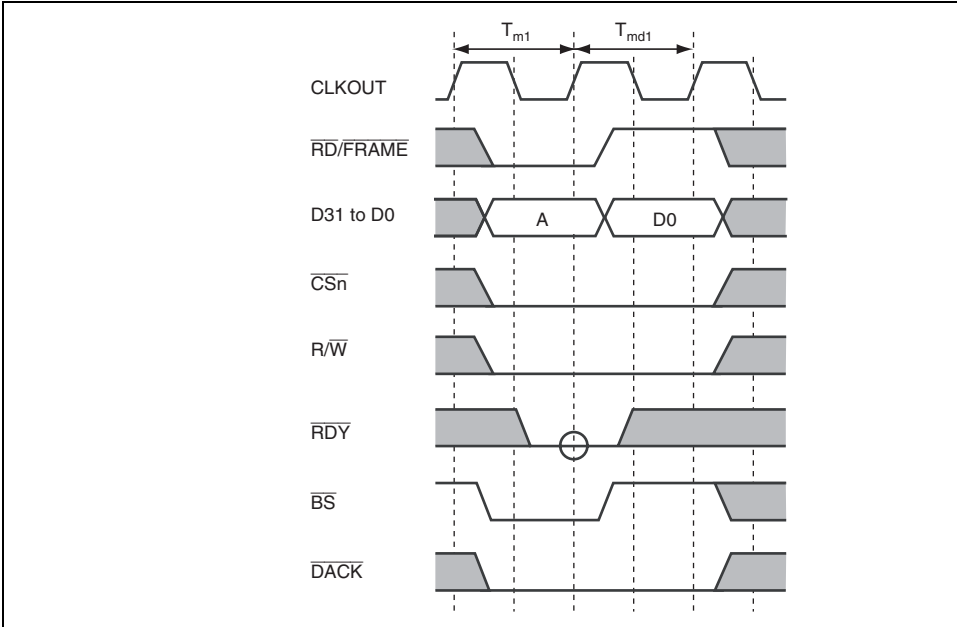 Tm1 Tmd1
CLKOUT
RD/FRAME
D31 to D0 A D0
CSn
R/W
RDY
BS
DACK